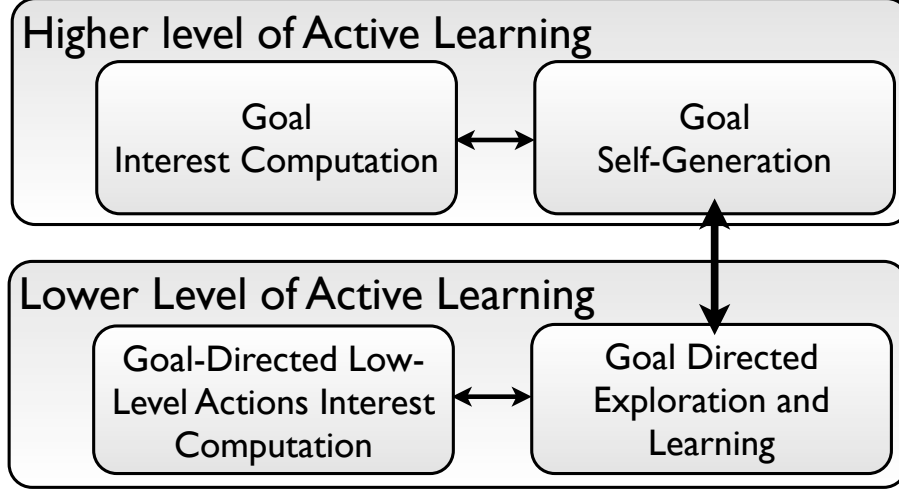 Higher level of Active Learning
Goal
Interest Computation
Goal
Self-Generation
Lower Level of Active Learning
Goal-Directed Low-
Level Actions Interest
Computation
Goal Directed
Exploration and
Learning